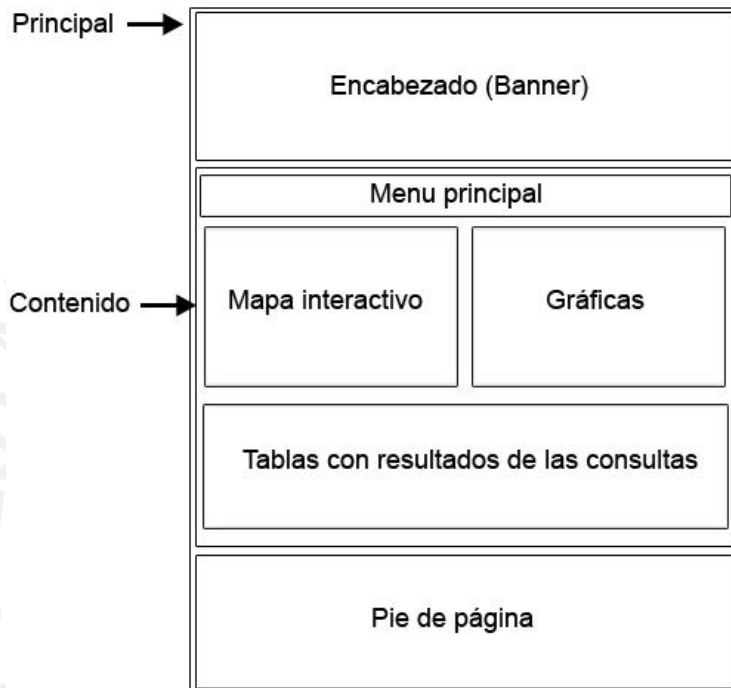 Principal
Encabezado (Banner)
Menu principal
Contenido
Mapa interactivo
Gráficas
Tablas con resultados de las consultas
Pie de página